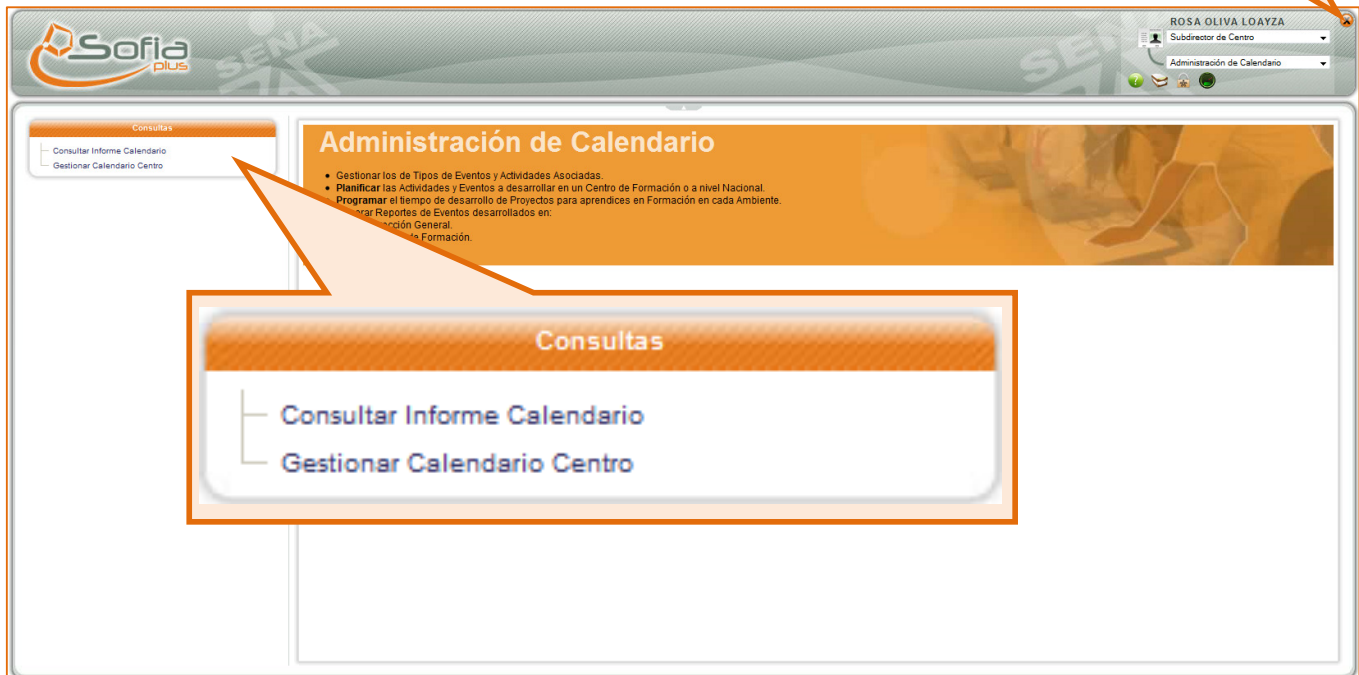 Sofia
plus
SENA
SENA
ROSA OLIVA LOAYZA
Subdirector de Centro
Administración de Calendario
Consultas
Consultar Informe Calendario
Gestionar Calendario Centro
Administración de Calendario
• Gestionar los de Tipos de Eventos y Actividades Asociadas.
• Planificar las Actividades y Eventos a desarrollar en un Centro de Formación o a nivel Nacional.
• Programar el tiempo de desarrollo de Proyectos para aprendices en Formación en cada Ambiente.
Reportes de Eventos desarrollados en:
General.
de Formación.
Consultas
Consultar Informe Calendario
Gestionar Calendario Centro